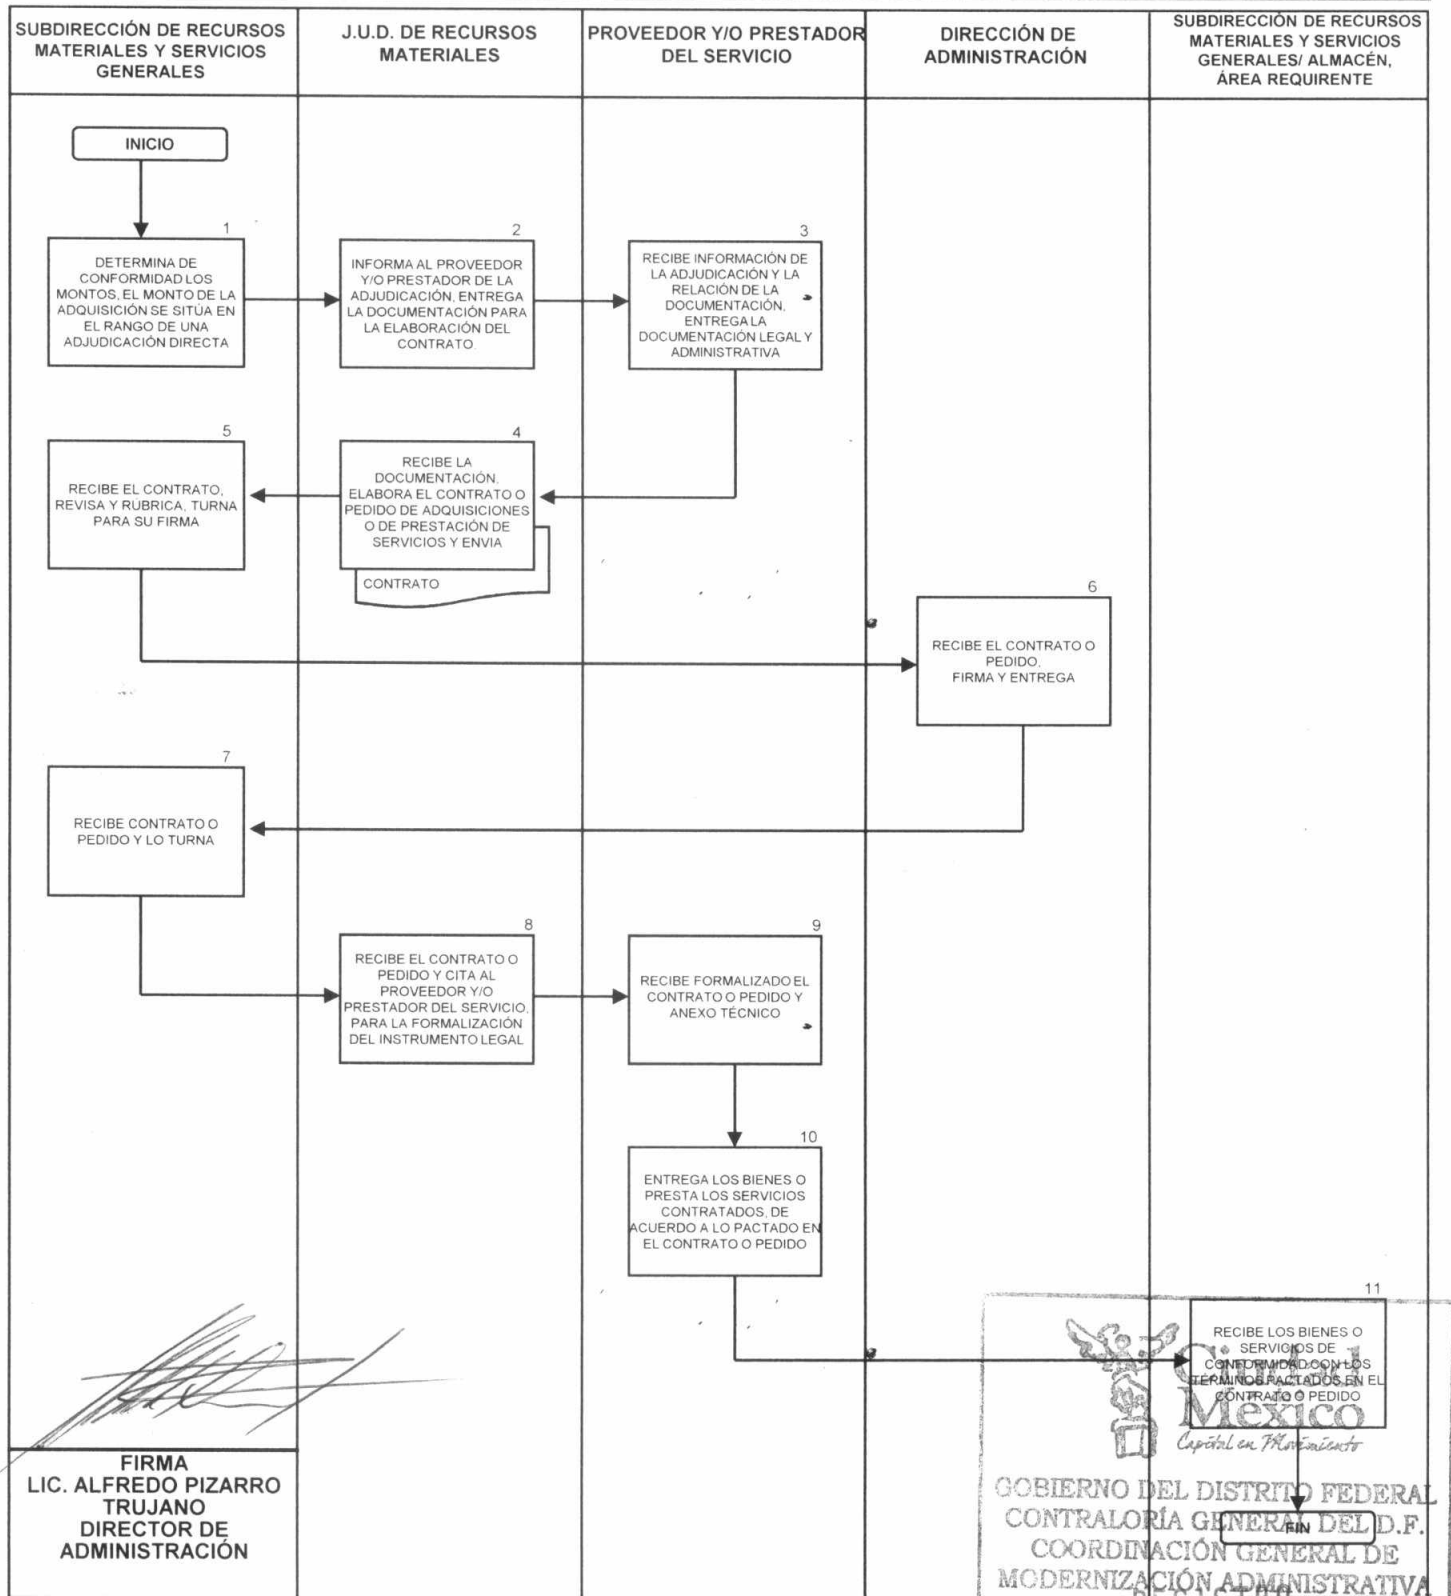 SUBDIRECCIÓN DE RECURSOS
MATERIALES Y SERVICIOS
GENERALES
J.U.D. DE RECURSOS
MATERIALES
PROVEEDOR Y/O PRESTADOR
DEL SERVICIO
DIRECCIÓN DE
ADMINISTRACIÓN
SUBDIRECCIÓN DE RECURSOS
MATERIALES Y SERVICIOS
GENERALES/ ALMACÉN,
ÁREA REQUIRENTE
INICIO
1
DETERMINA DE
CONFORMIDAD LOS
MONTOS, EL MONTO DE LA
ADQUISICIÓN SE SITÚA EN
EL RANGO DE UNA
ADJUDICACIÓN DIRECTA
2
INFORMA AL PROVEEDOR
Y/O PRESTADOR DE LA
ADJUDICACIÓN, ENTREGA
LA DOCUMENTACIÓN PARA
LA ELABORACIÓN DEL
CONTRATO
3
RECIBE INFORMACIÓN DE
LA ADJUDICACIÓN Y LA
RELACIÓN DE LA
DOCUMENTACIÓN,
ENTREGA LA
DOCUMENTACIÓN LEGAL Y
ADMINISTRATIVA
5
RECIBE EL CONTRATO,
REVISA Y RUBRICA, TURNA
PARA SU FIRMA
4
RECIBE LA
DOCUMENTACIÓN,
ELABORA EL CONTRATO O
PEDIDO DE ADQUISICIONES
O DE PRESTACIÓN DE
SERVICIOS Y ENVIA
CONTRATO
6
RECIBE EL CONTRATO O
PEDIDO,
FIRMA Y ENTREGA
7
RECIBE CONTRATO O
PEDIDO Y LO TURNA
8
RECIBE EL CONTRATO O
PEDIDO Y CITA AL
PROVEEDOR Y/O
PRESTADOR DEL SERVICIO,
PARA LA FORMALIZACIÓN
DEL INSTRUMENTO LEGAL
9
RECIBE FORMALIZADO EL
CONTRATO O PEDIDO Y
ANEXO TÉCNICO
10
ENTREGA LOS BIENES O
PRESTA LOS SERVICIOS
CONTRATADOS, DE
ACUERDO A LO PACTADO EN
EL CONTRATO O PEDIDO
11
RECIBE LOS BIENES O
SERVICIOS DE
CONFORMIDAD CON LOS
TÉRMINOS PACTADOS EN EL
CONTRATO O PEDIDO
Ciudad
México
Capital en Movimiento
FIN
GOBIERNO DEL DISTRITO FEDERAL
CONTRALORÍA GENERAL DEL D.F.
COORDINACIÓN GENERAL DE
MODERNIZACIÓN ADMINISTRATIVA
FIRMA
LIC. ALFREDO PIZARRO
TRUJANO
DIRECTOR DE
ADMINISTRACIÓN